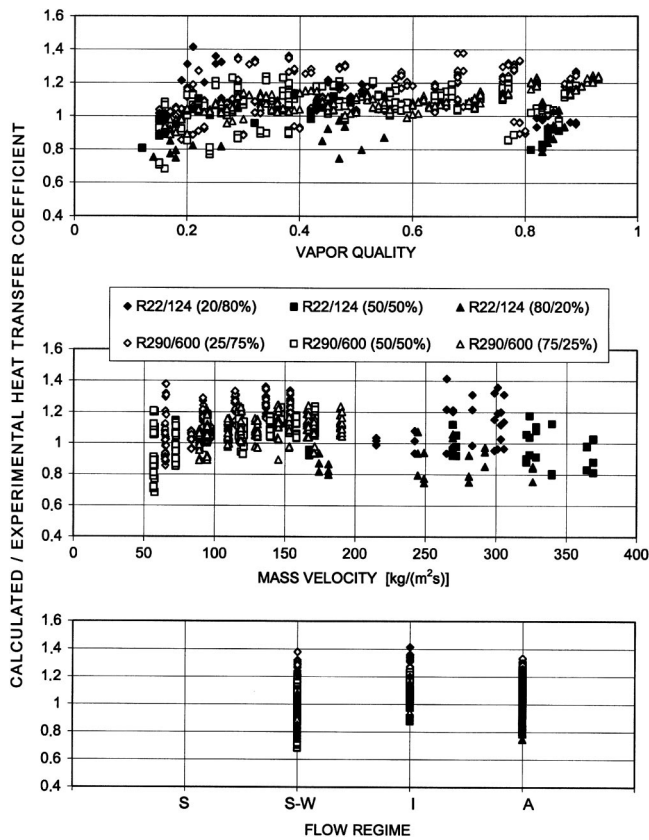 CALCULATED / EXPERIMENTAL HEAT TRANSFER COEFFICIENT
1.6
1.4
1.2
1
0.8
0.6
0.4
0 0.2 0.4 0.6 0.8 1
VAPOR QUALITY
R22/124 (20/80%) R22/124 (50/50%) R22/124 (80/20%)
R290/600 (25/75%) R290/600 (50/50%) R290/600 (75/25%)
1.6
1.4
1.2
1
0.8
0.6
0.4
0 50 100 150 200 250 300 350 400
MASS VELOCITY [kg/(m²s)]
1.6
1.4
1.2
1
0.8
0.6
0.4
S S-W I A
FLOW REGIME